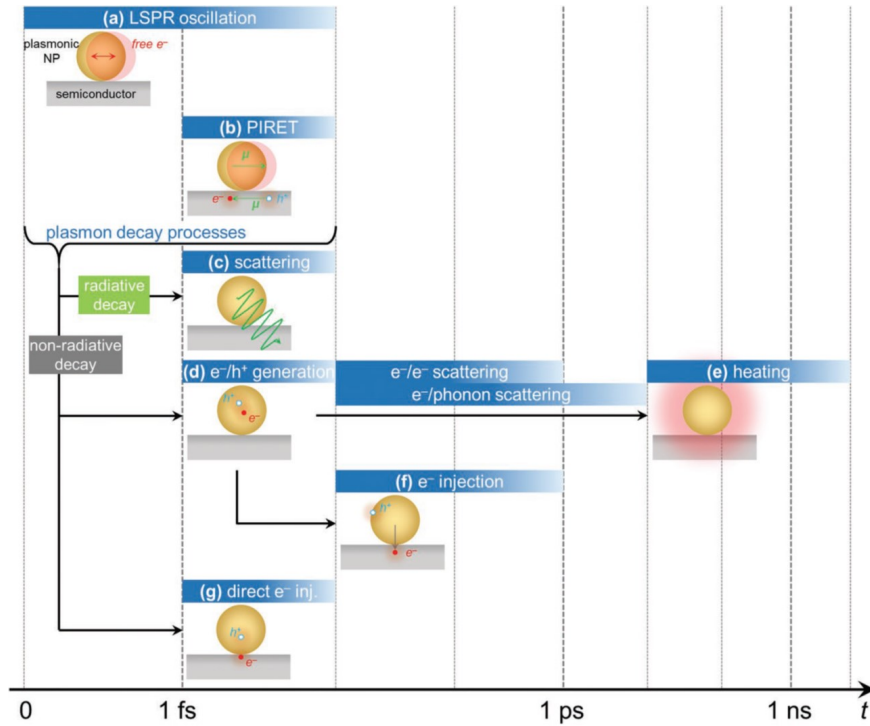 (a) LSPR oscillation
plasmonic
NP
free e⁻
semiconductor
(b) PIRET
μ
e⁻
μ
h⁺
plasmon decay processes
(c) scattering
radiative
decay
non-radiative
decay
(d) e⁻/h⁺ generation
e⁻/e⁻ scattering
(e) heating
e⁻/phonon scattering
h⁺
e⁻
(f) e⁻ injection
h⁺
e⁻
(g) direct e⁻ inj.
h⁺
e⁻
0
1 fs
1 ps
1 ns
t